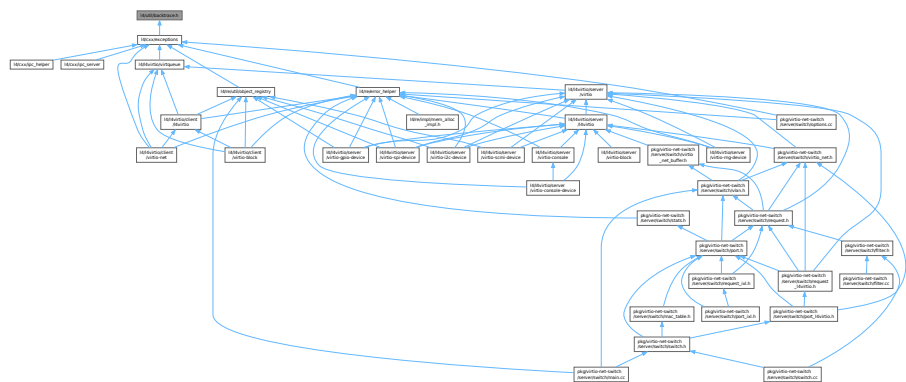 l4/util/backtrace.h
l4/cxx/exceptions
l4/cxx/ipc_helper
l4/cxx/ipc_server
l4/l4virtio/virtqueue
l4/re/util/object_registry
l4/re/error_helper
l4/l4virtio/server
/virtio
l4/l4virtio/client
/l4virtio
l4/re/impl/mem_alloc
_impl.h
l4/l4virtio/server
/l4virtio
pkg/virtio-net-switch
/server/switch/options.cc
l4/l4virtio/client
/virtio-net
l4/l4virtio/client
/virtio-block
l4/l4virtio/server
/virtio-gpio-device
l4/l4virtio/server
/virtio-spi-device
l4/l4virtio/server
/virtio-i2c-device
l4/l4virtio/server
/virtio-scmi-device
l4/l4virtio/server
/virtio-console
l4/l4virtio/server
/virtio-block
pkg/virtio-net-switch
/server/switch/virtio
_net_buffer.h
l4/l4virtio/server
/virtio-rng-device
pkg/virtio-net-switch
/server/switch/virtio_net.h
l4/l4virtio/server
/virtio-console-device
pkg/virtio-net-switch
/server/switch/vlan.h
pkg/virtio-net-switch
/server/switch/stats.h
pkg/virtio-net-switch
/server/switch/request.h
pkg/virtio-net-switch
/server/switch/port.h
pkg/virtio-net-switch
/server/switch/filter.h
pkg/virtio-net-switch
/server/switch/request_ixl.h
pkg/virtio-net-switch
/server/switch/request
_l4virtio.h
pkg/virtio-net-switch
/server/switch/filter.cc
pkg/virtio-net-switch
/server/switch/mac_table.h
pkg/virtio-net-switch
/server/switch/port_ixl.h
pkg/virtio-net-switch
/server/switch/port_l4virtio.h
pkg/virtio-net-switch
/server/switch/switch.h
pkg/virtio-net-switch
/server/switch/main.cc
pkg/virtio-net-switch
/server/switch/switch.cc